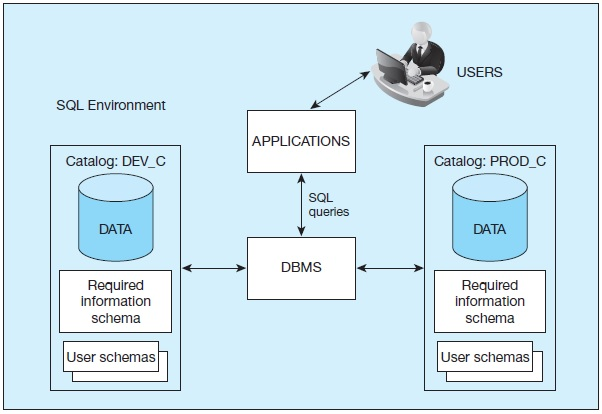 USERS
SQL Environment
APPLICATIONS
Catalog: DEV_C
Catalog: PROD_C
SQL
queries
DATA
DATA
DBMS
Required
information
schema
Required
information
schema
User schemas
User schemas